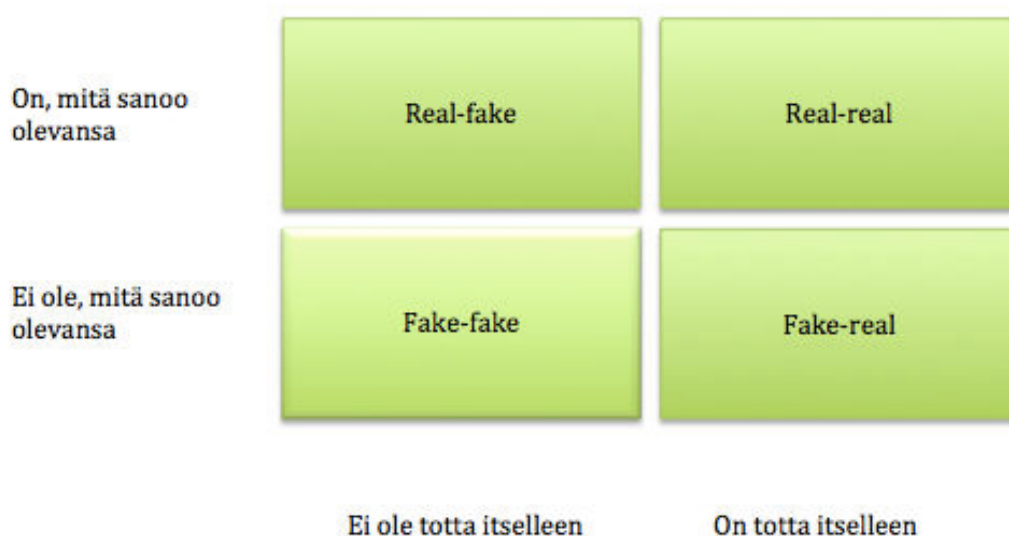 On, mitä sanoo
olevansa
Real-fake
Real-real
Ei ole, mitä sanoo
olevansa
Fake-fake
Fake-real
Ei ole totta itselleen
On totta itselleen